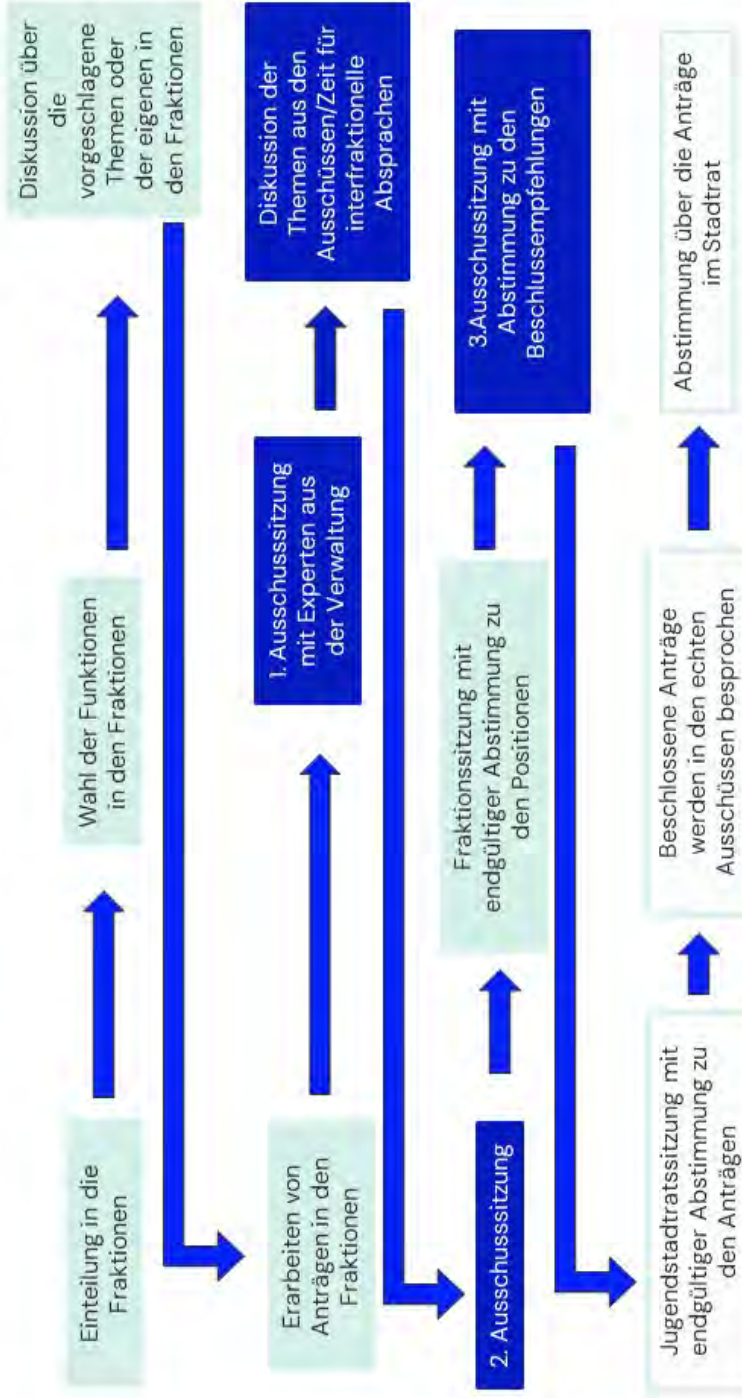 Einteilung in die
Fraktionen
Wahl der Funktionen
in den Fraktionen
Diskussion über
die
vorgeschlagene
Themen oder
der eigenen in
den Fraktionen
Erarbeiten von
Anträgen in den
Fraktionen
1. Ausschusssitzung
mit Experten aus
der Verwaltung
Diskussion der
Themen aus den
Ausschüssen/Zeit für
interfraktionelle
Absprachen
2. Ausschusssitzung
Fraktionssitzung mit
endgültiger Abstimmung zu
den Positionen
3.Ausschussitzung mit
Abstimmung zu den
Beschlussempfehlungen
Jugendstadtratssitzung mit
endgültiger Abstimmung zu
den Anträgen
Beschlossene Anträge
werden in den echten
Ausschüssen besprochen
Abstimmung über die Anträge
im Stadtrat